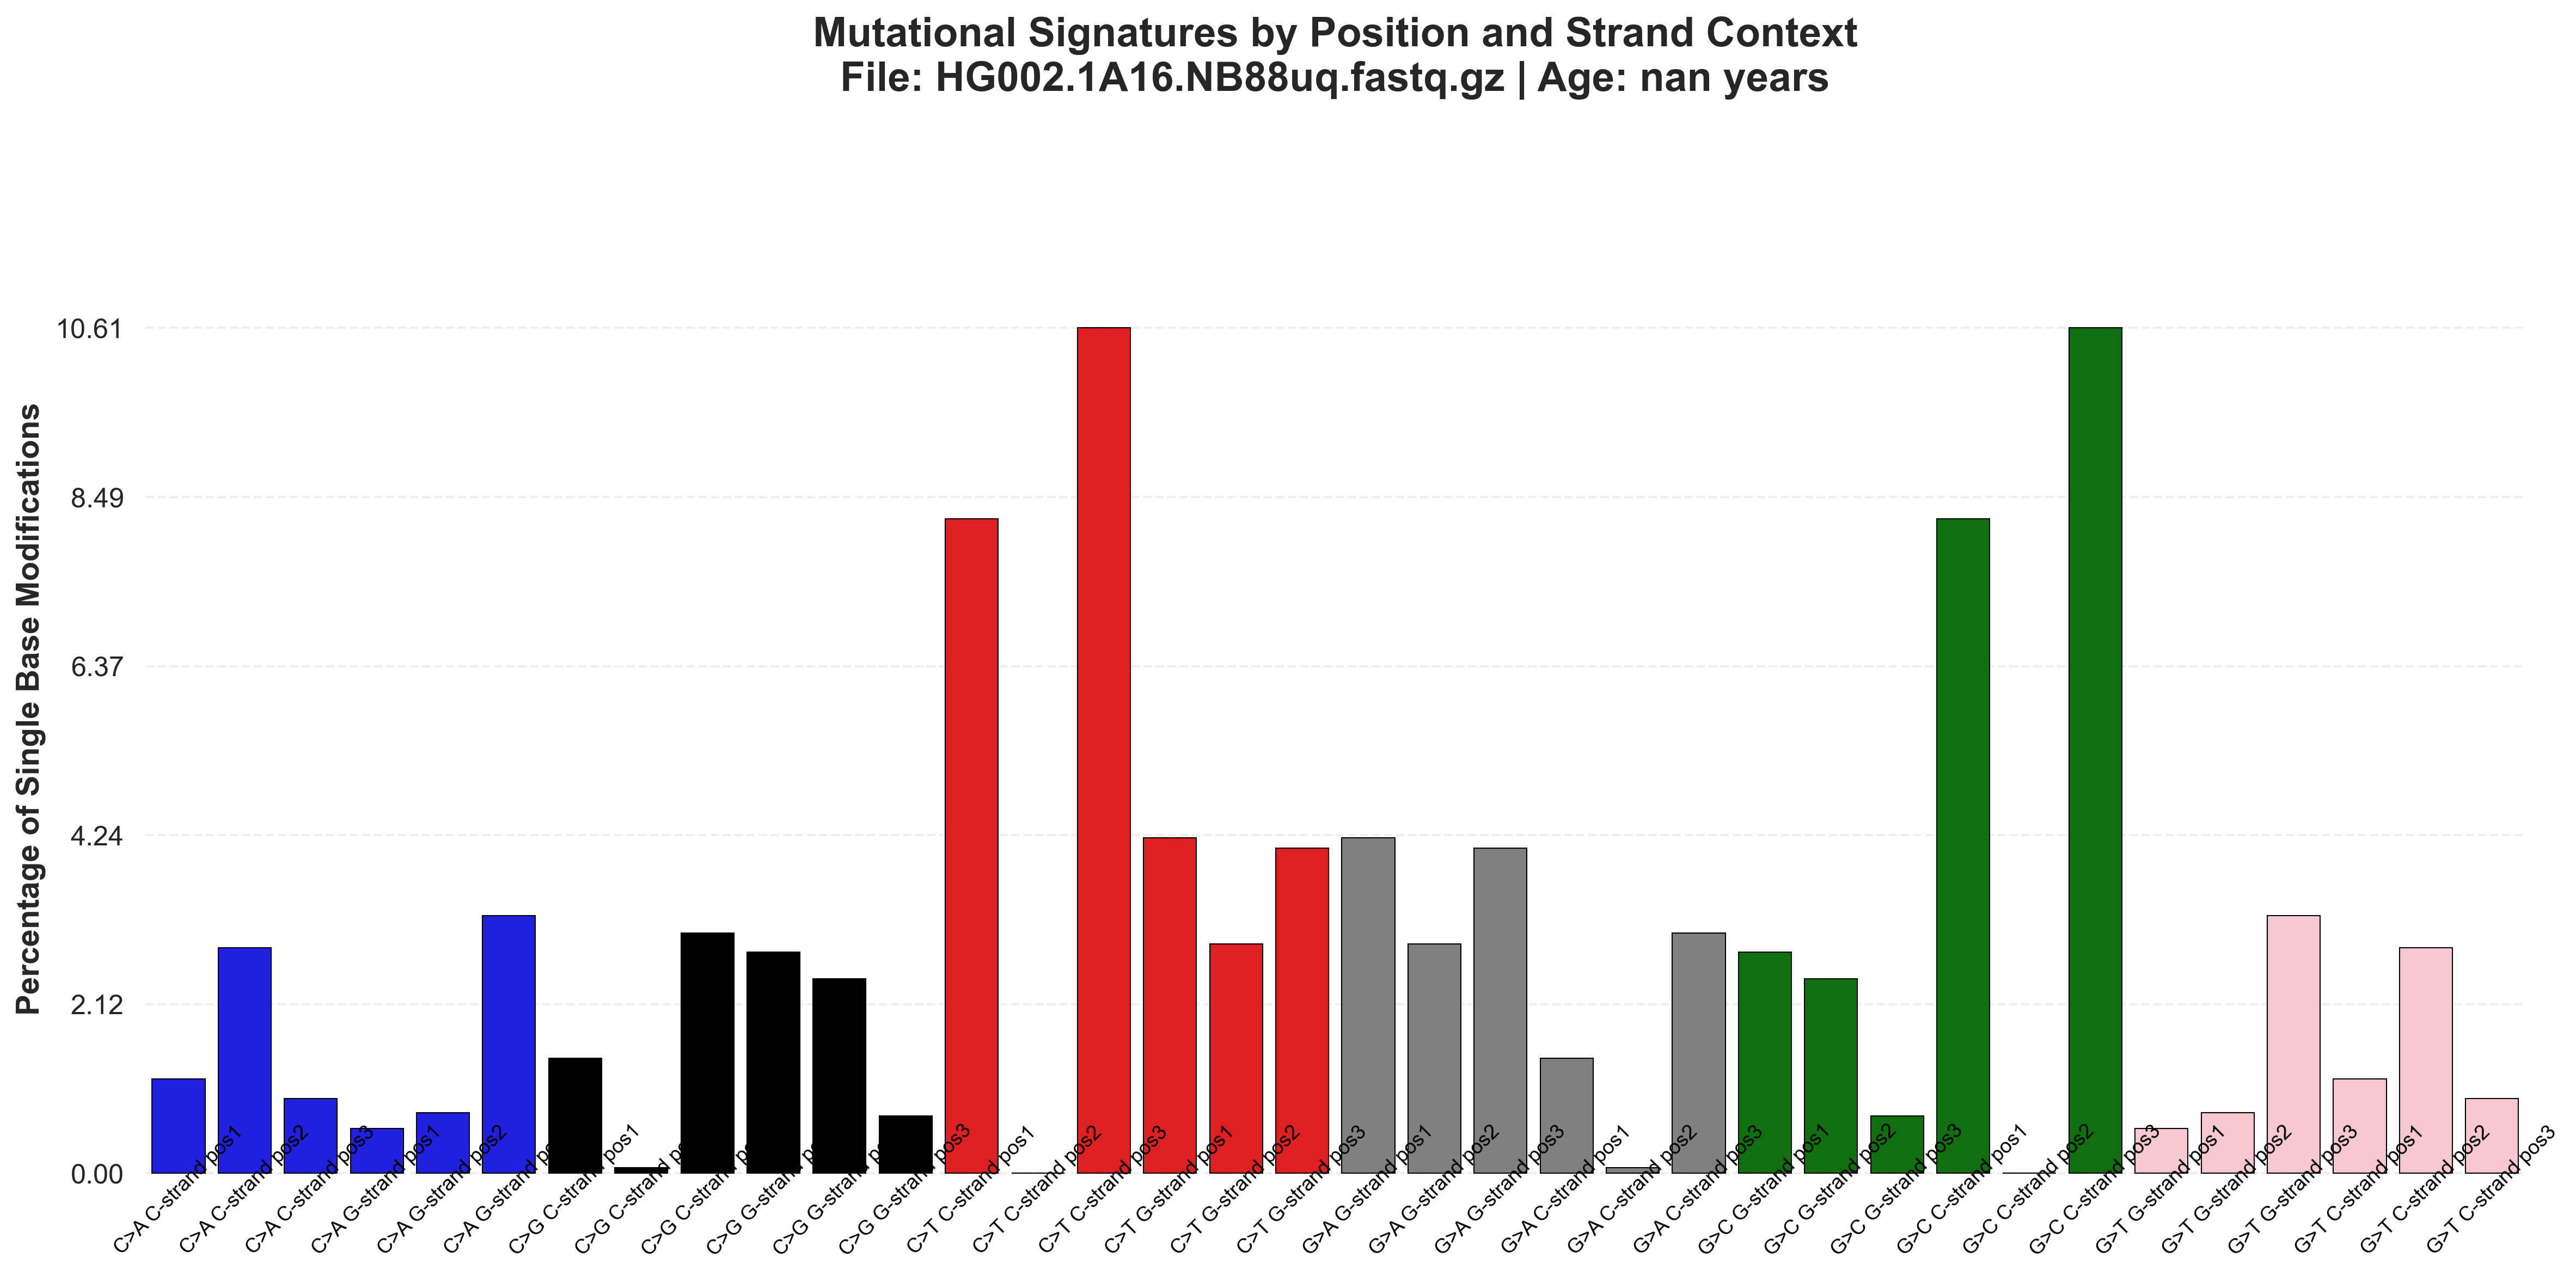 Mutational Signatures by Position and Strand Context
File: HG002.1A16.NB88uq.fastq.gz | Age: nan years
Percentage of Single Base Modifications
10.61
8.49
6.37
4.24
2.12
0.00
C>A C-strand pos1
C>A C-strand pos2
C>A C-strand pos3
C>A G-strand pos1
C>A G-strand pos2
C>A G-strand
C>G C-strand pos1
C>G C-strand
C>G C-strand
C>G G-strand
C>G G-strand
C>G G-strand pos3
C>T C-strand pos1
C>T C-strand pos2
C>T C-strand pos3
C>T G-strand pos1
C>T G-strand pos2
C>T G-strand pos3
G>A G-strand pos1
G>A G-strand pos2
G>A G-strand pos3
G>A C-strand pos1
G>A C-strand pos2
G>A C-strand pos3
G>C G-strand pos1
G>C G-strand pos2
G>C G-strand pos3
G>C C-strand pos1
G>C C-strand pos2
G>C C-strand pos3
G>T G-strand pos1
G>T G-strand pos2
G>T G-strand pos3
G>T C-strand pos1
G>T C-strand pos2
G>T C-strand pos3